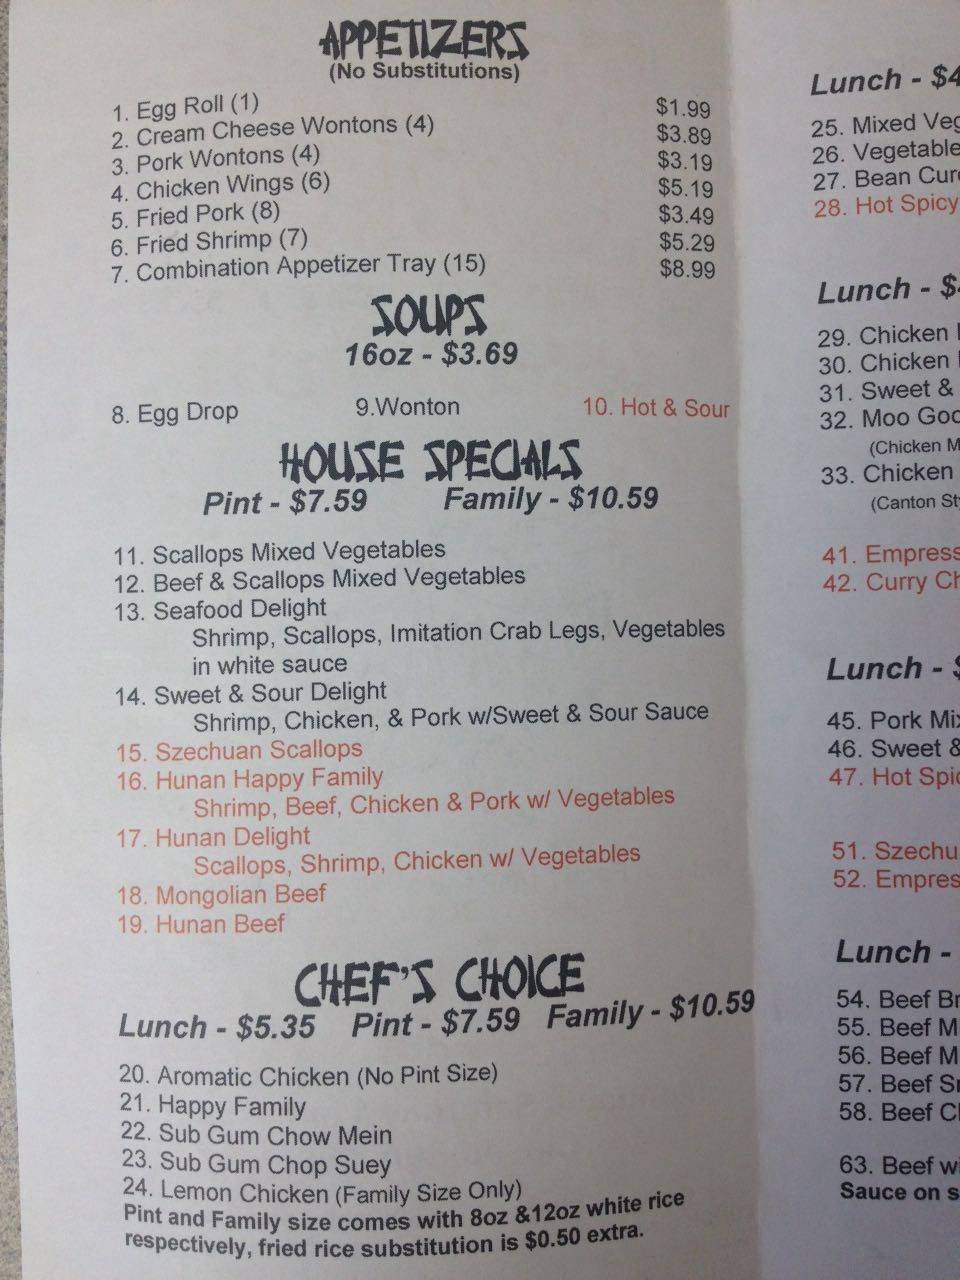 APPETIZERS
(No Substitutions)
1. Egg Roll (1) $1.99
2. Cream Cheese Wontons (4) $3.89
3. Pork Wontons (4) $3.19
4. Chicken Wings (6) $5.19
5. Fried Pork (8) $3.49
6. Fried Shrimp (7) $5.29
7. Combination Appetizer Tray (15) $8.99
SOUPS
16oz - $3.69
8. Egg Drop 9.Wonton 10. Hot & Sour
HOUSE SPECIALS
Pint - $7.59 Family - $10.59
11. Scallops Mixed Vegetables
12. Beef & Scallops Mixed Vegetables
13. Seafood Delight
Shrimp, Scallops, Imitation Crab Legs, Vegetables
in white sauce
14. Sweet & Sour Delight
Shrimp, Chicken, & Pork w/Sweet & Sour Sauce
15. Szechuan Scallops
16. Hunan Happy Family
Shrimp, Beef, Chicken & Pork w/ Vegetables
17. Hunan Delight
Scallops, Shrimp, Chicken w/ Vegetables
18. Mongolian Beef
19. Hunan Beef
CHEF'S CHOICE
Lunch - $5.35 Pint - $7.59 Family - $10.59
20. Aromatic Chicken (No Pint Size)
21. Happy Family
22. Sub Gum Chow Mein
23. Sub Gum Chop Suey
24. Lemon Chicken (Family Size Only)
Pint and Family size comes with 8oz &12oz white rice
respectively, fried rice substitution is $0.50 extra.
Lunch - $4
25. Mixed
26. Vegetable
27. Bean
28. Hot Spicy
Lunch - $
29. Chicken
30. Chicken
31. Sweet &
32. Moo
(Chicken
33. Chicken
(Canton
41. Empress
42. Curry
Lunch - $
45. Pork
46. Sweet &
47. Hot
51.
52.
Lunch -
54. Beef
55. Beef
56. Beef
57. Beef
58. Beef
63. Beef
Sauce on